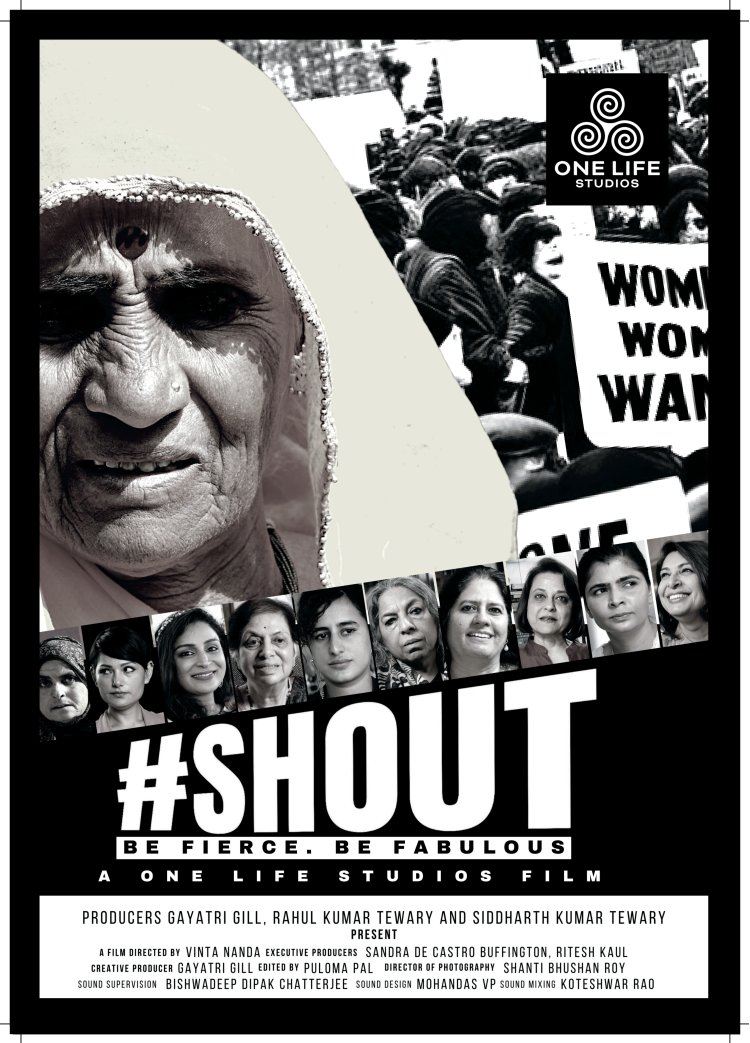 ONE LIFE
STUDIOS
WOM
WOM
WAN
ONE
#SHOUT
BE FIERCE. BE FABULOUS
A ONE LIFE STUDIOS FILM
PRODUCERS GAYATRI GILL, RAHUL KUMAR TEWARY AND SIDDHARTH KUMAR TEWARY
PRESENT
A FILM DIRECTED BY VINTA NANDA EXECUTIVE PRODUCERS SANDRA DE CASTRO BUFFINGTON, RITESH KAUL
CREATIVE PRODUCER GAYATRI GILL EDITED BY PULOMA PAL DIRECTOR OF PHOTOGRAPHY SHANTI BHUSHAN ROY
SOUND SUPERVISION BISHWADEEP DIPAK CHATTERJEE SOUND DESIGN MOHANDAS VP SOUND MIXING KOTESHWAR RAO